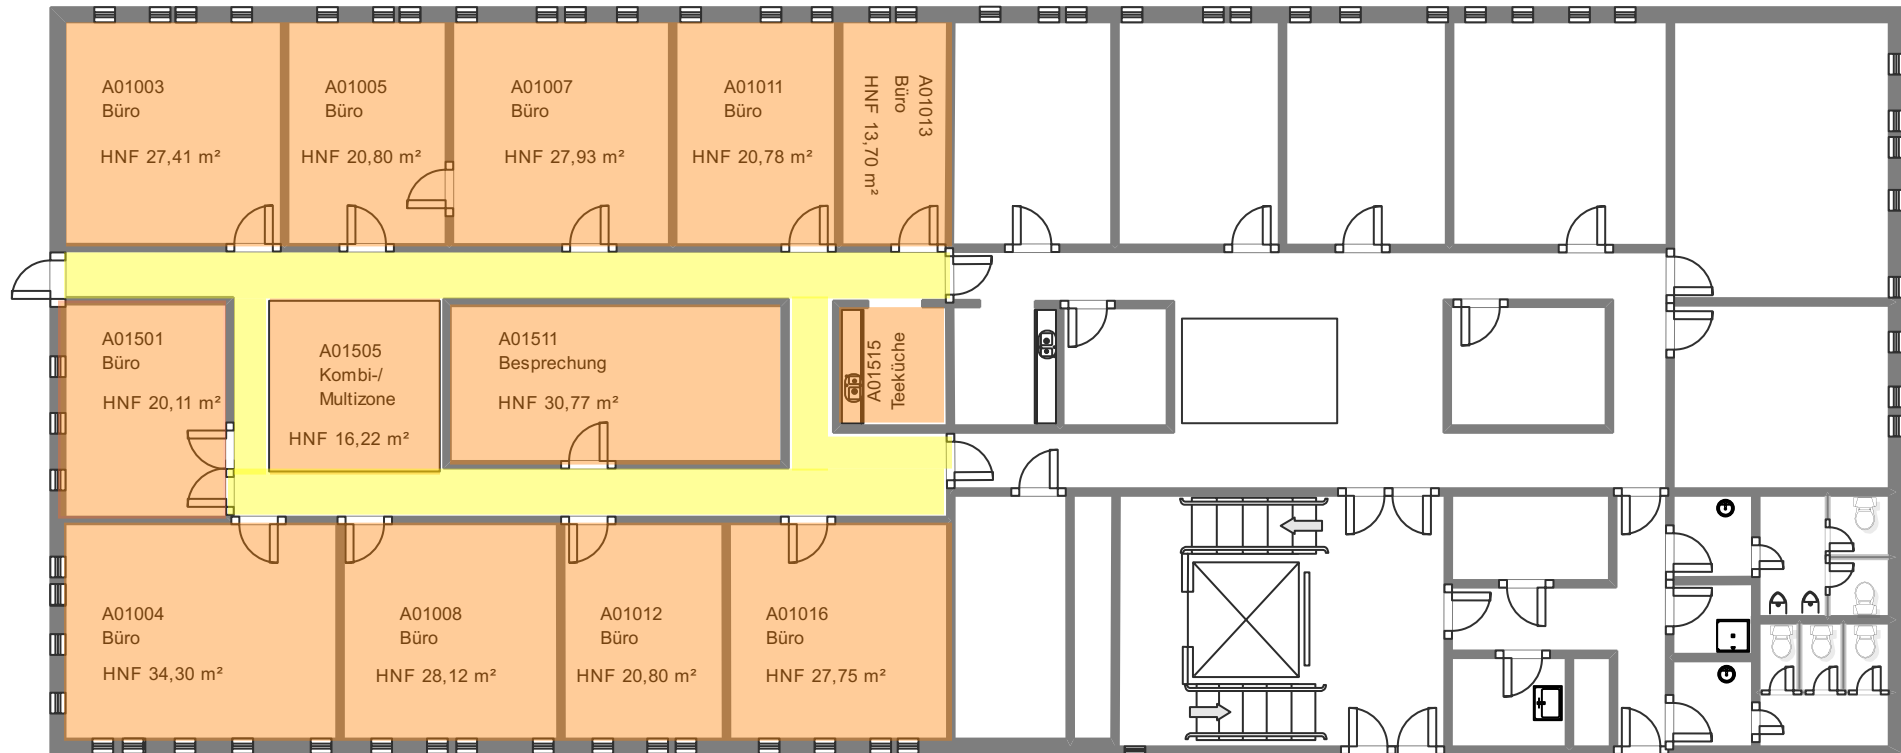 A01003
Büro
HNF 27,41 m²
A01005
Büro
HNF 20,80 m²
A01007
Büro
HNF 27,93 m²
A01011
Büro
HNF 20,78 m²
A01013
Büro
HNF 13,70 m²
A01501
Büro
HNF 20,11 m²
A01505
Kombi-/
Multizone
HNF 16,22 m²
A01511
Besprechung
HNF 30,77 m²
A01515
Teeküche
A01004
Büro
HNF 34,30 m²
A01008
Büro
HNF 28,12 m²
A01012
Büro
HNF 20,80 m²
A01016
Büro
HNF 27,75 m²